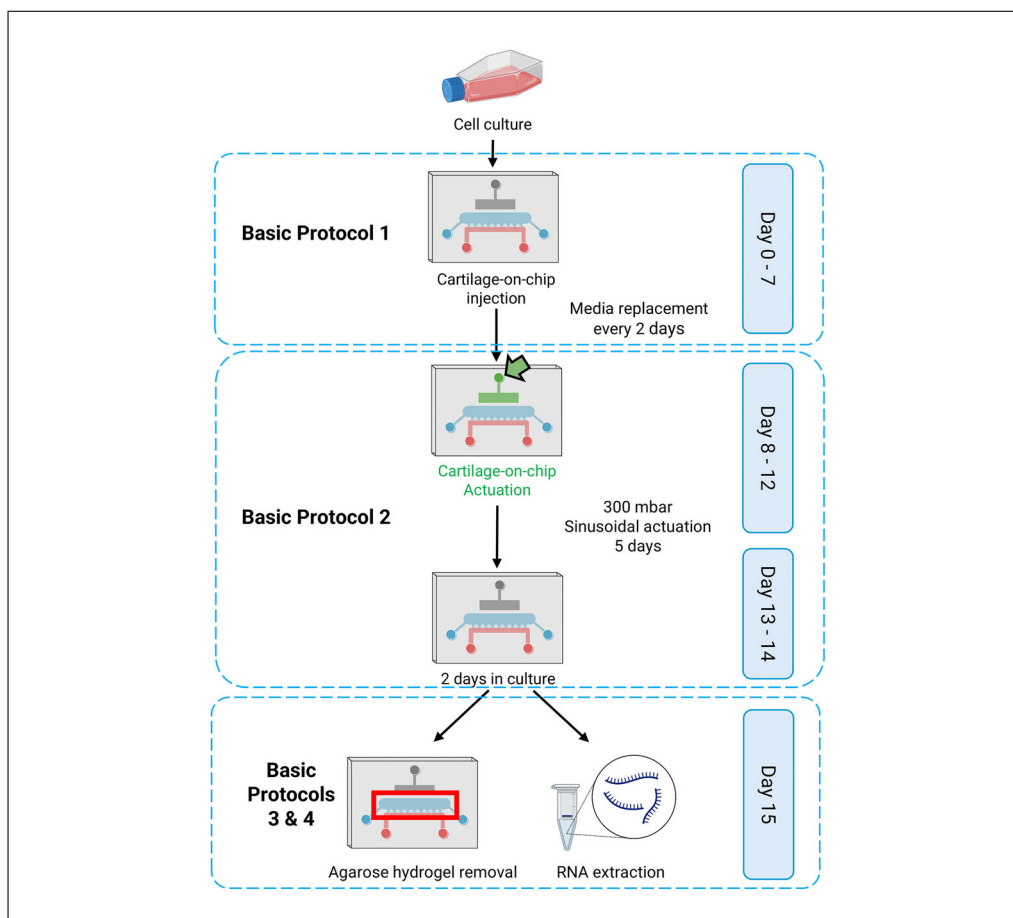 Cell culture
Basic Protocol 1
Cartilage-on-chip
injection
Media replacement
every 2 days
Day 0 - 7
Basic Protocol 2
Cartilage-on-chip
Actuation
300 mbar
Sinusoidal actuation
5 days
Day 8 - 12
2 days in culture
Day 13 - 14
Basic
Protocols
3 & 4
Agarose hydrogel removal
RNA extraction
Day 15